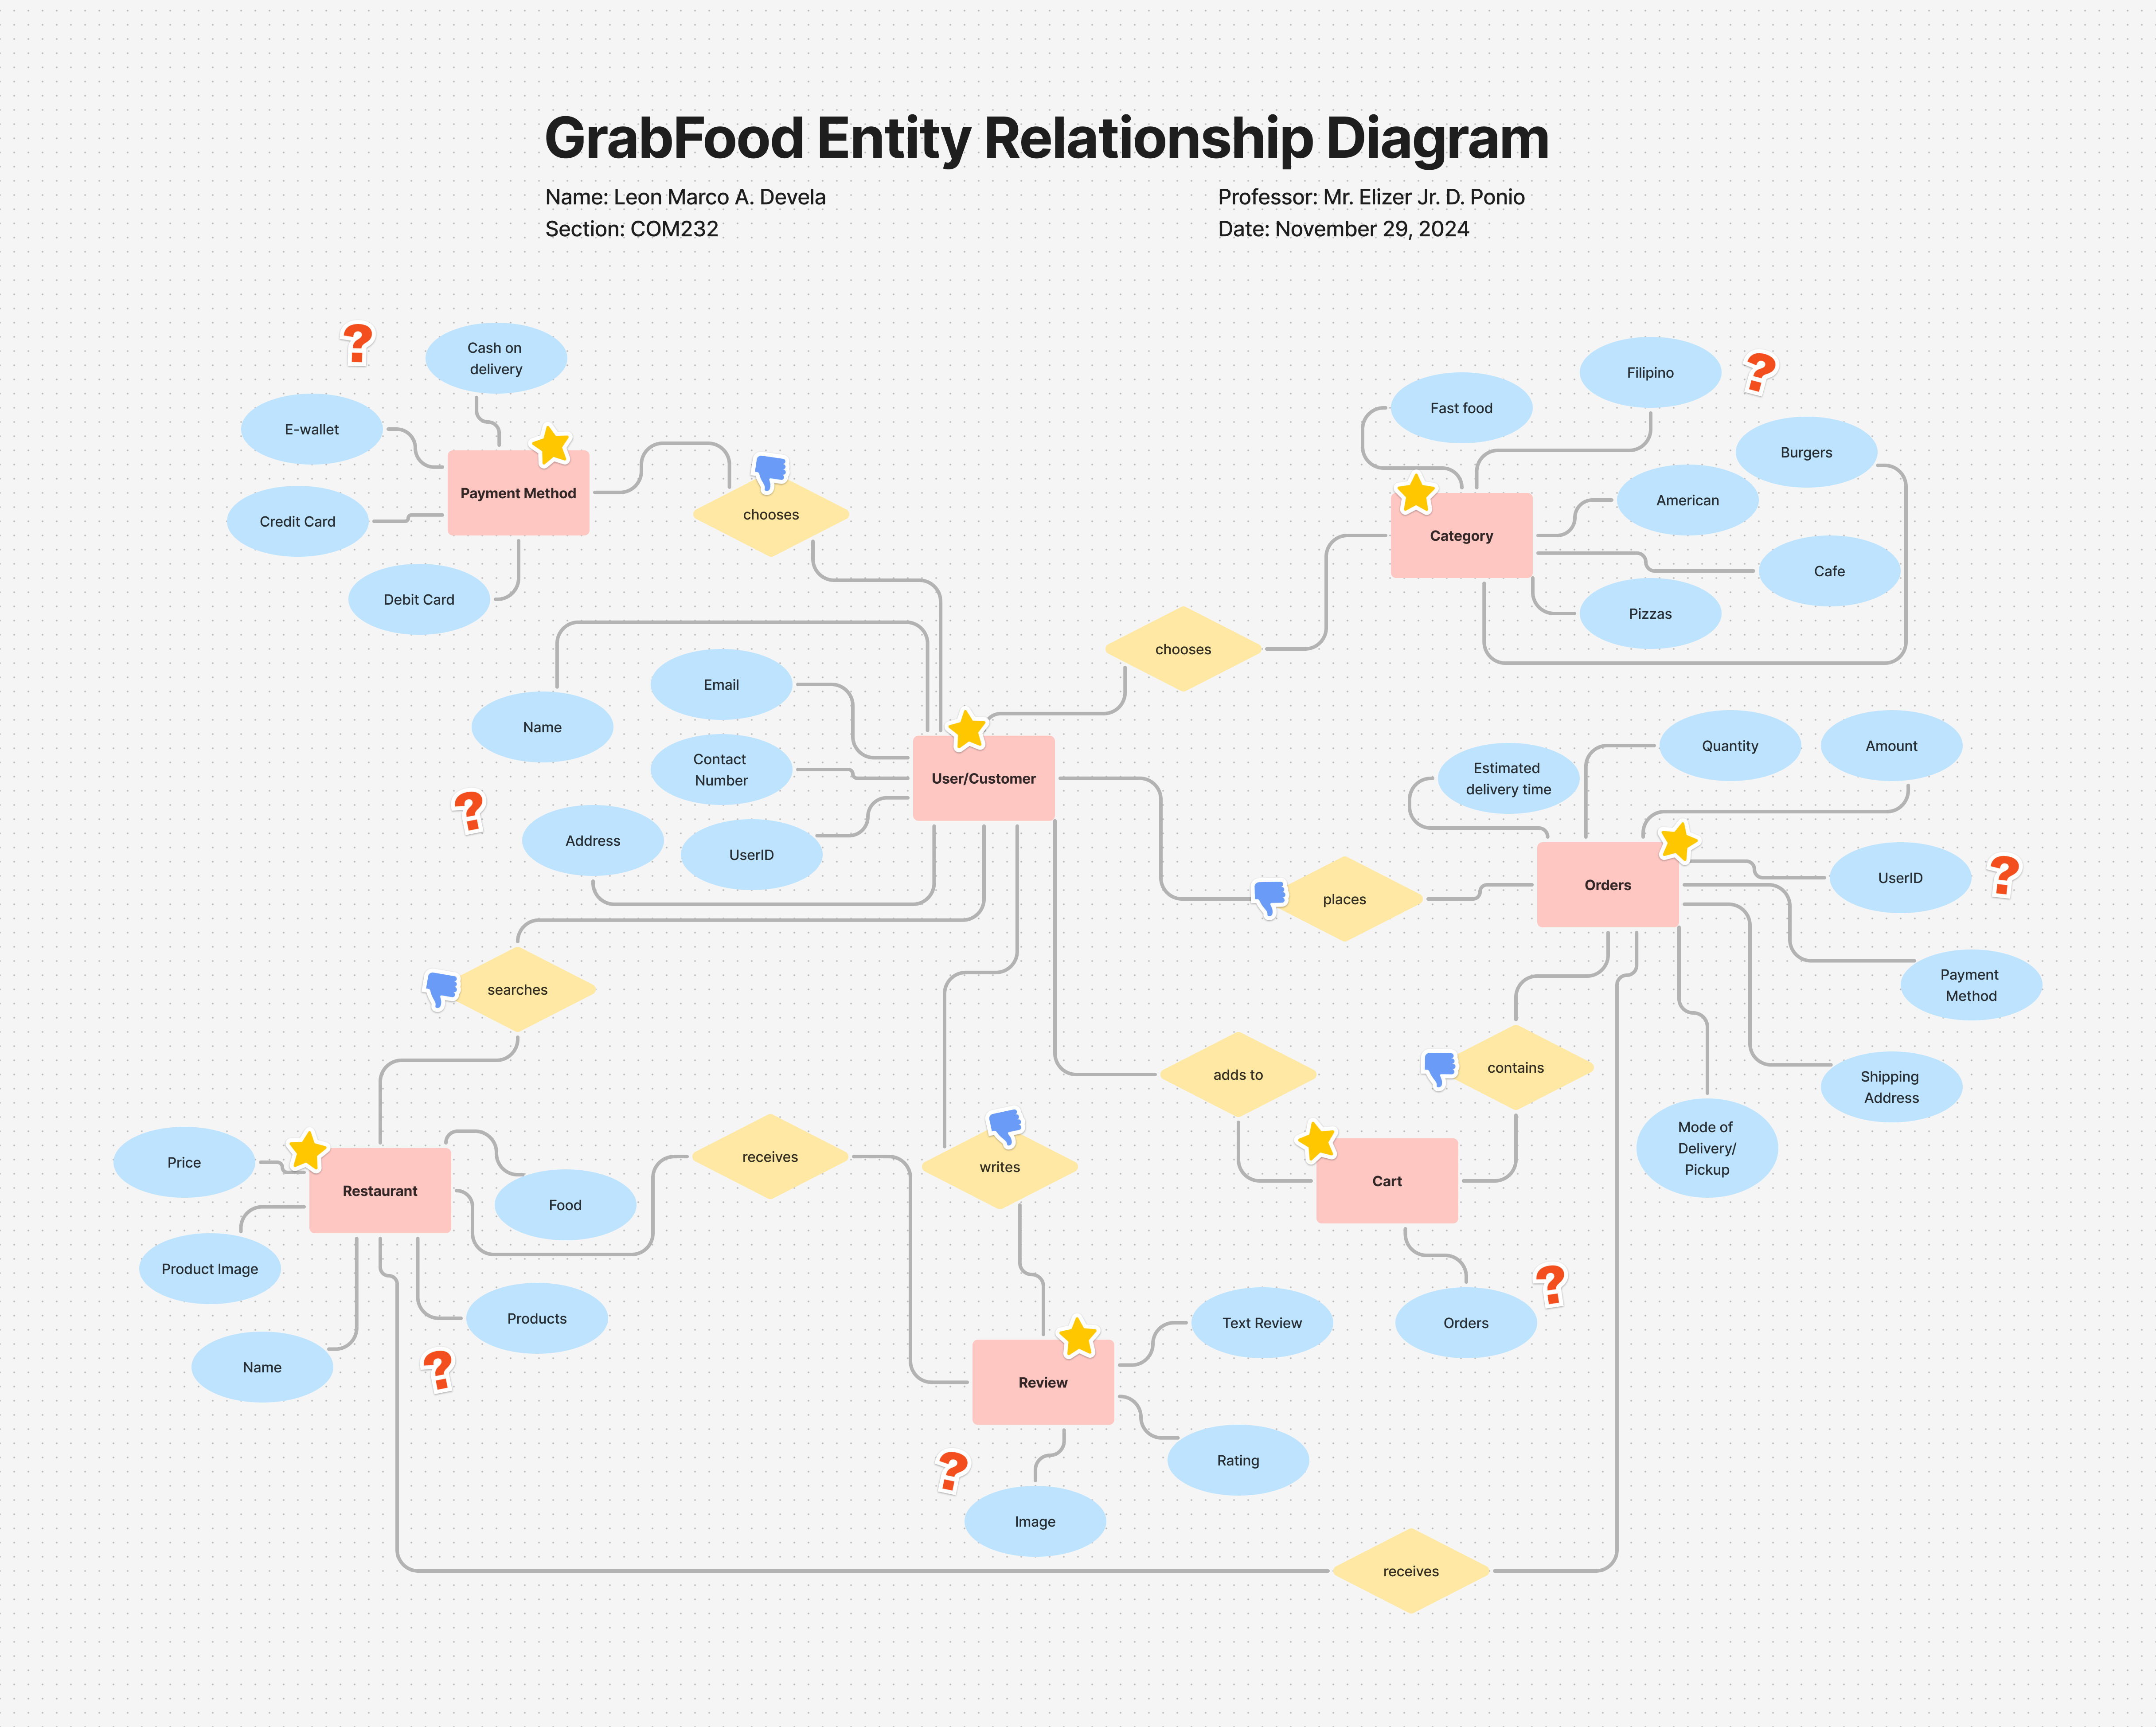 GrabFood Entity Relationship Diagram
Name: Leon Marco A. Devela
Section: COM232
Professor: Mr. Elizer Jr. D. Ponio
Date: November 29, 2024
?
Cash on
delivery
E-wallet
Payment Method
Credit Card
Debit Card
chooses
Filipino
?
Fast food
Burgers
American
Category
Cafe
Pizzas
chooses
Name
Email
Contact
Number
User/Customer
?
Address
UserID
Quantity
Amount
Estimated
delivery time
Orders
UserID
?
places
Payment
Method
Shipping
Address
Mode of
Delivery/
Pickup
searches
adds to
contains
Cart
Orders
?
Price
Restaurant
Food
Product Image
Products
Name
?
receives
writes
Text Review
Review
Rating
?
Image
receives